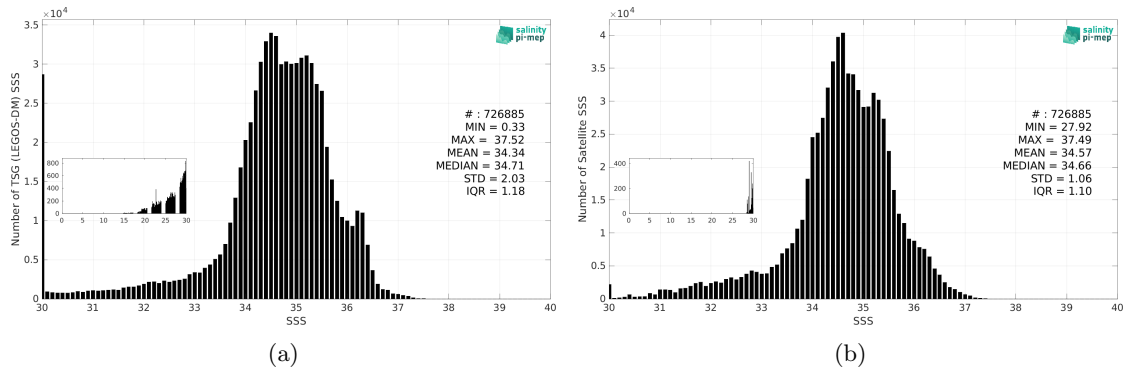 ×10⁴
3.5
3
2.5
2
1.5
1
0.5
0
Number of TSG (LEGOS-DM) SSS
salinity
pi-mep
# : 726885
MIN = 0.33
MAX = 37.52
MEAN = 34.34
MEDIAN = 34.71
STD = 2.03
IQR = 1.18
800
600
400
200
0
0 5 10 15 20 25 30
30 31 32 33 34 35 36 37 38 39 40
SSS
(a)
×10⁴
4
3.5
3
2.5
2
1.5
1
0.5
0
Number of Satellite SSS
salinity
pi-mep
# : 726885
MIN = 27.92
MAX = 37.49
MEAN = 34.57
MEDIAN = 34.66
STD = 1.06
IQR = 1.10
400
200
0
0 5 10 15 20 25 30
30 31 32 33 34 35 36 37 38 39 40
SSS
(b)